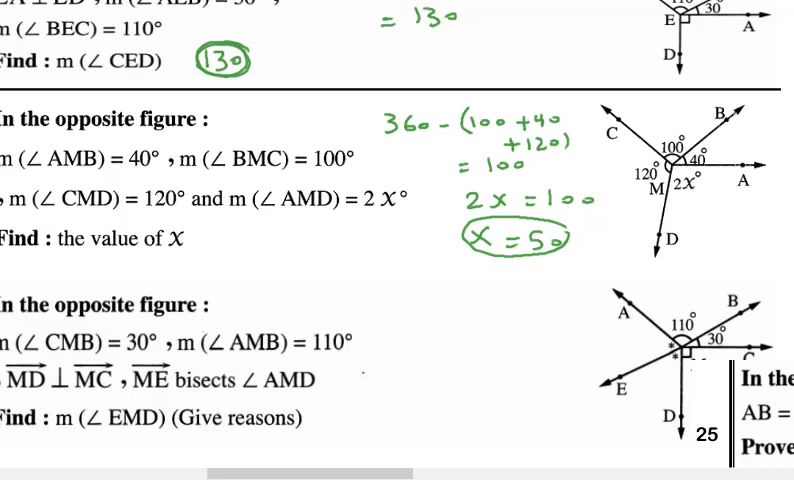 m (∠ BEC) = 110°
Find : m (∠ CED)
130
= 130
30
E
A
D
In the opposite figure :
m (∠ AMB) = 40° , m (∠ BMC) = 100°
, m (∠ CMD) = 120° and m (∠ AMD) = 2 X°
Find : the value of X
360 - (100 + 40
+ 120)
= 100
2 x = 100
x = 50
C
B
100°
40°
120°
M
2X°
A
D
In the opposite figure :
m (∠ CMB) = 30° , m (∠ AMB) = 110°
, MD ⊥ MC , ME bisects ∠ AMD
Find : m (∠ EMD) (Give reasons)
A
B
110°
30°
E
D
25
In the
AB =
Prove